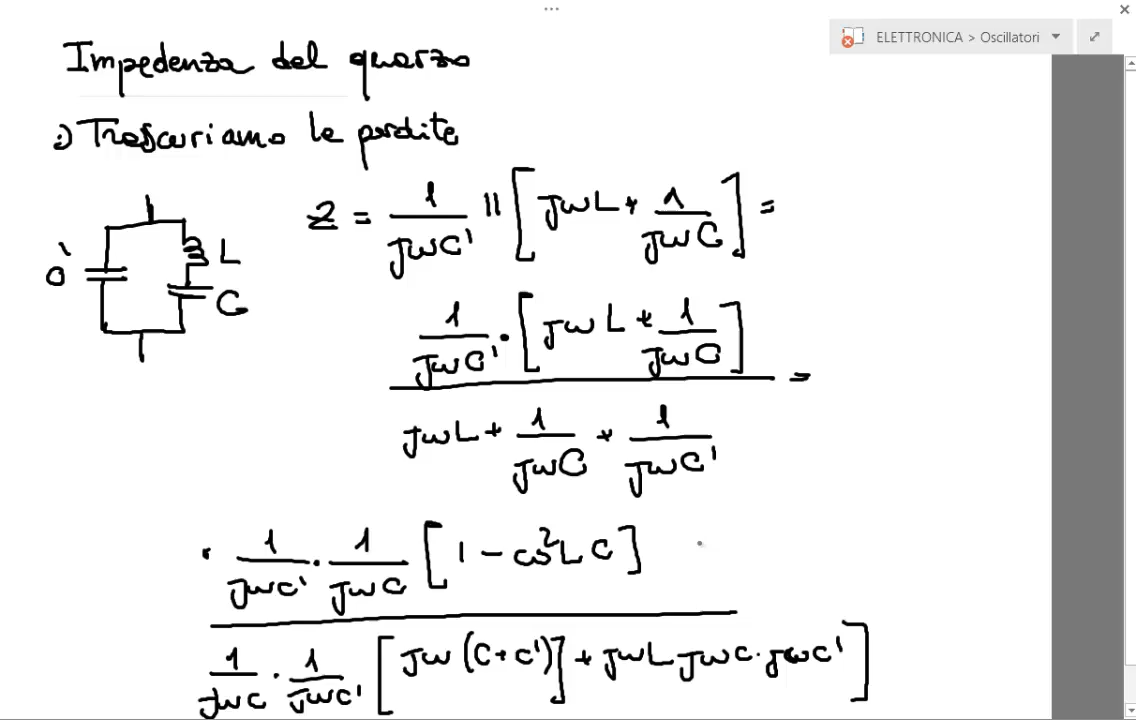 ELETTRONICA > Oscillatori
Impedenza del quarzo
:) Trascuriamo le perdite
Z = 1/(jωC') || [jωL + 1/(jωC)] =
C' L
C
1/(jωC') · [jωL + 1/(jωC)]
=
jωL + 1/(jωC) + 1/(jωC')
1/(jωC') · 1/(jωC) [1 - ω²LC]
1/(jωC) · 1/(jωC') [jω(C+C')] + jωL jωC · jωC']